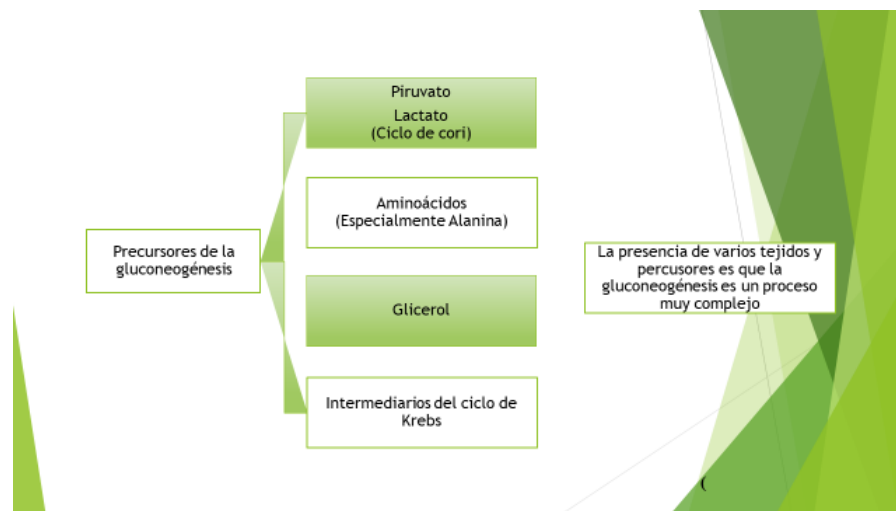 Piruvato
Lactato
(Ciclo de cori)
Aminoácidos
(Especialmente Alanina)
Precursores de la
gluconeogénesis
Glicerol
Intermediarios del ciclo de
Krebs
La presencia de varios tejidos y
percusores es que la
gluconeogénesis es un proceso
muy complejo
(